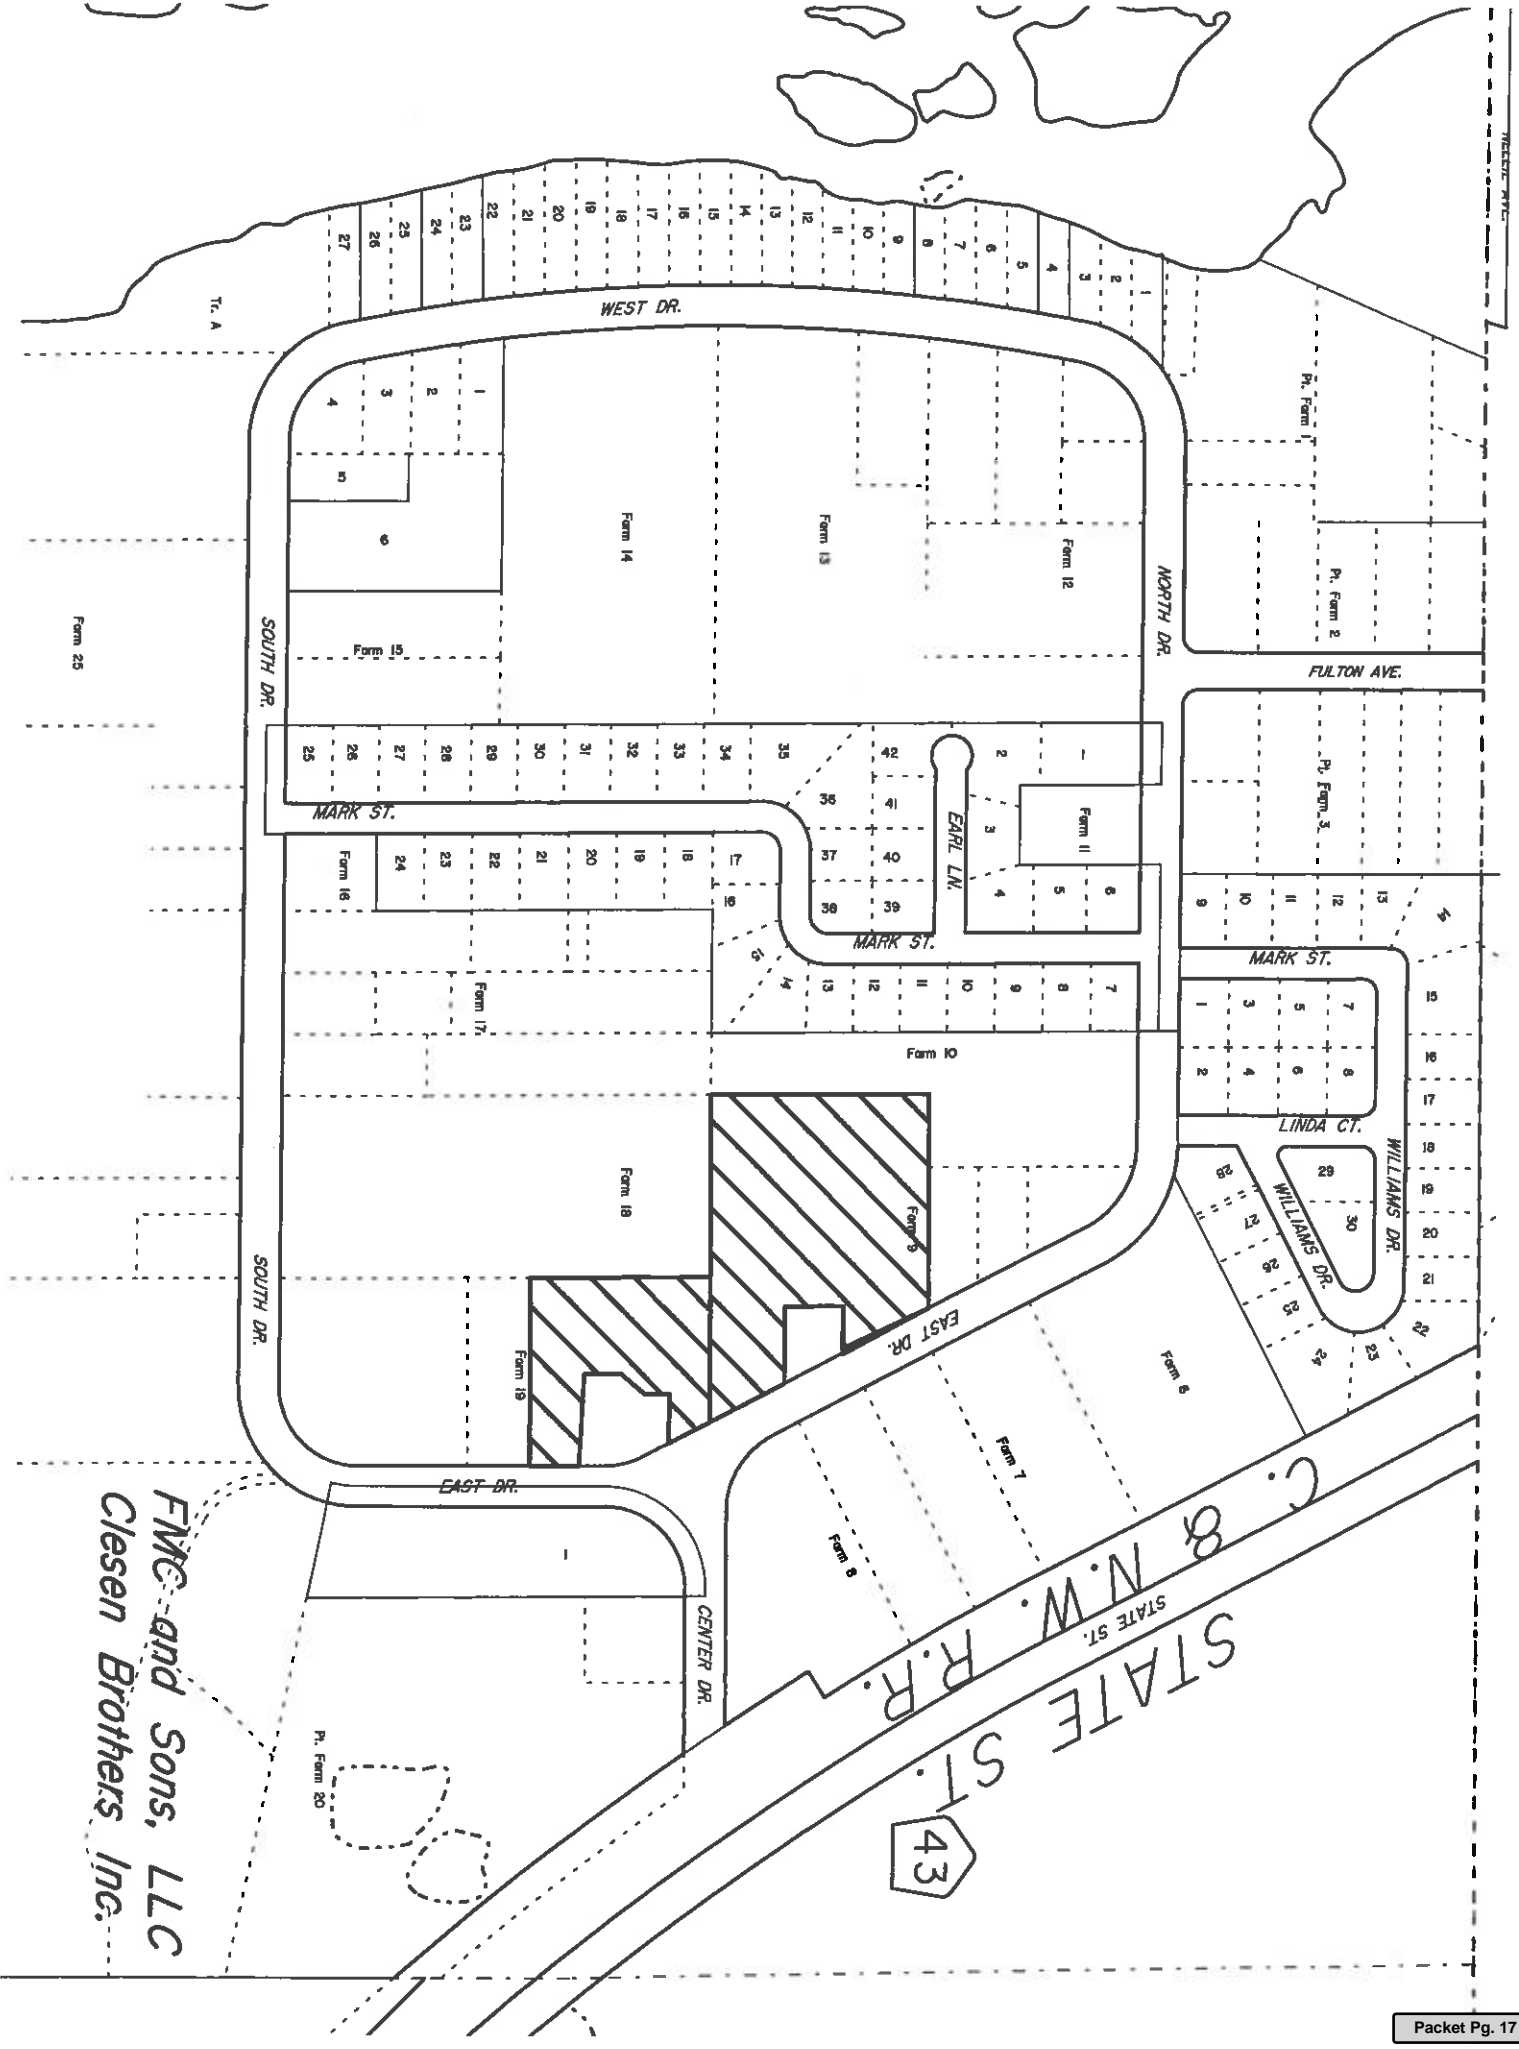 NELLIE AVE.
27
26
25
24
23
22
21
20
19
18
17
16
15
14
13
12
11
10
9
8
7
6
5
4
3
2
1
Tr. A
WEST DR.
4
3
2
1
5
6
Farm 14
Farm 13
Farm 12
NORTH DR.
Pt. Farm 1
Pt. Farm 2
Farm 25
SOUTH DR.
Farm 15
FULTON AVE.
25
26
27
28
29
30
31
32
33
34
35
42
2
1
36
41
3
Farm 11
Pt. Farm 3
MARK ST.
EARL LN.
Farm 16
24
23
22
21
20
19
18
17
37
40
16
38
39
4
5
6
9
10
11
12
13
14
MARK ST.
MARK ST.
15
14
13
12
11
10
9
8
7
Farm 17
1
3
5
7
15
Farm 10
2
4
6
8
16
17
LINDA CT.
WILLIAMS DR.
18
19
20
21
22
23
24
25
26
27
28
29
30
WILLIAMS DR.
Farm 18
Farm 9
SOUTH DR.
Farm 19
EAST DR.
Farm 6
Farm 7
Farm 8
EAST DR.
1
CENTER DR.
C. & N.W. R.R.
STATE ST.
STATE ST.
43
Pt. Farm 20
FMC and Sons, LLC
Clesen Brothers Inc.
Packet Pg. 17